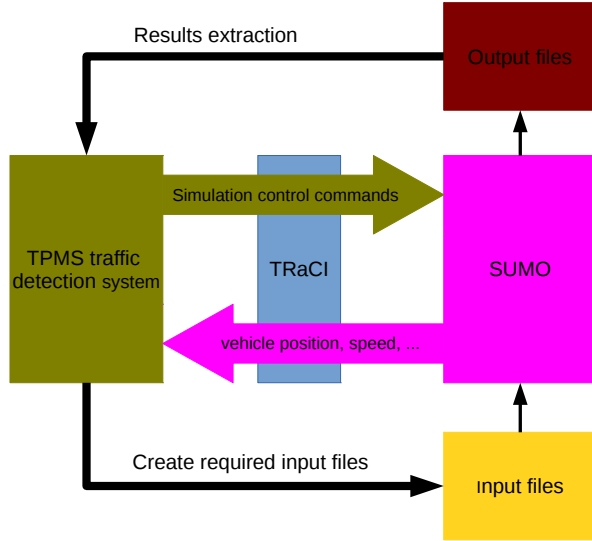 Results extraction
Output files
Simulation control commands
TPMS traffic
detection system
TRaCI
SUMO
vehicle position, speed, ...
Create required input files
Input files